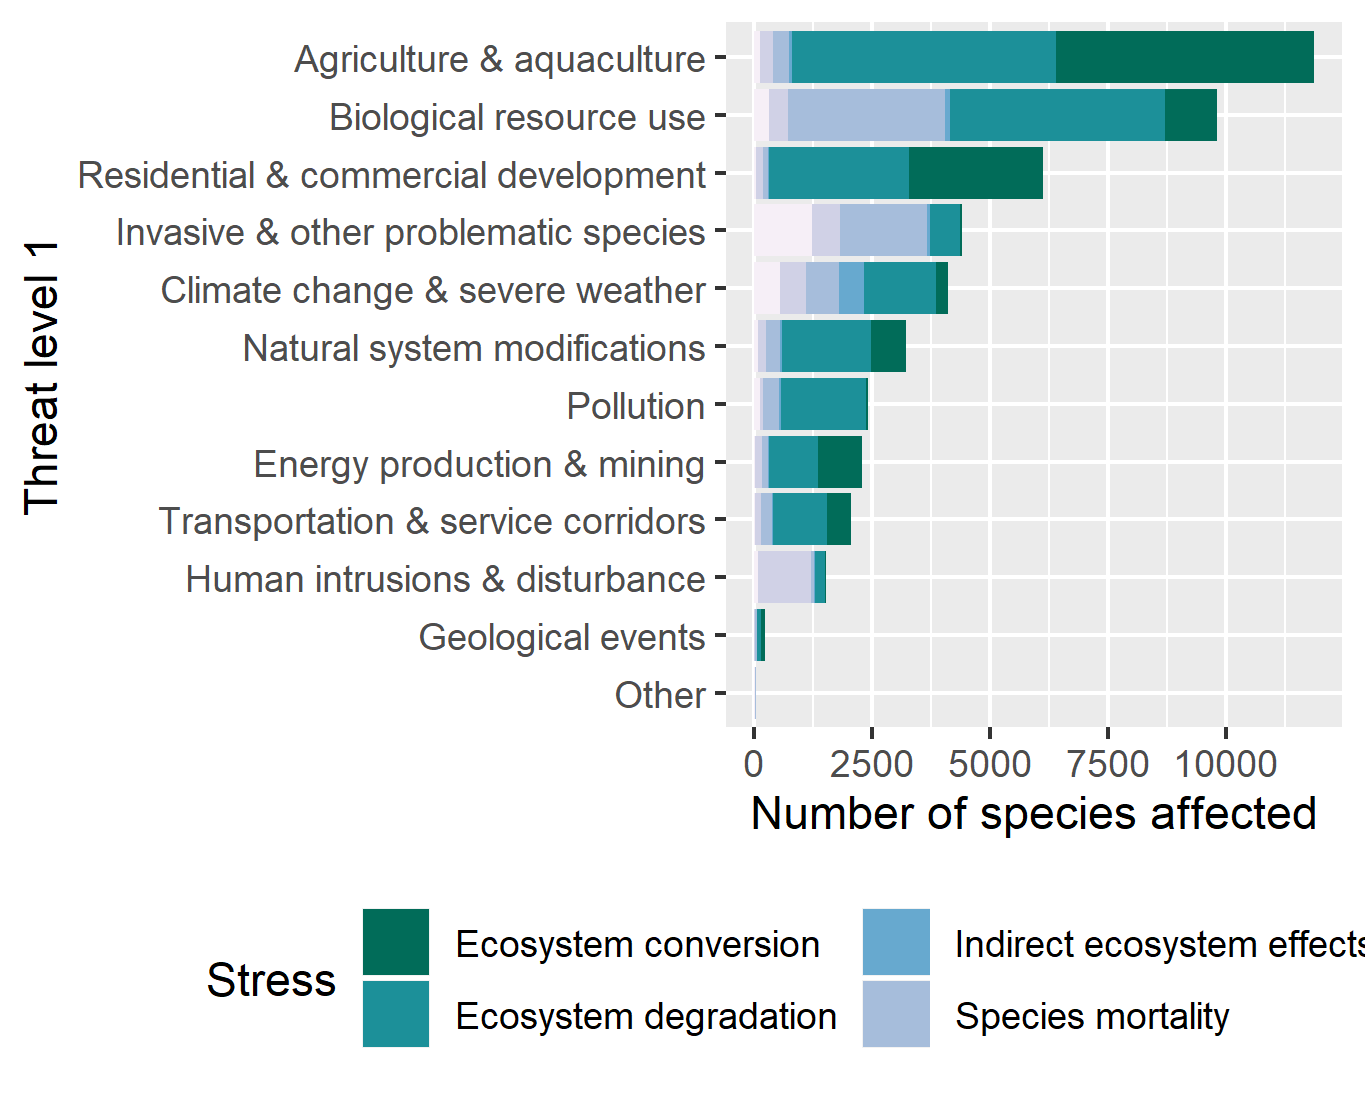 Threat level 1
Agriculture & aquaculture
Biological resource use
Residential & commercial development
Invasive & other problematic species
Climate change & severe weather
Natural system modifications
Pollution
Energy production & mining
Transportation & service corridors
Human intrusions & disturbance
Geological events
Other
0 2500 5000 7500 10000
Number of species affected
Stress
Ecosystem conversion
Ecosystem degradation
Indirect ecosystem effects
Species mortality